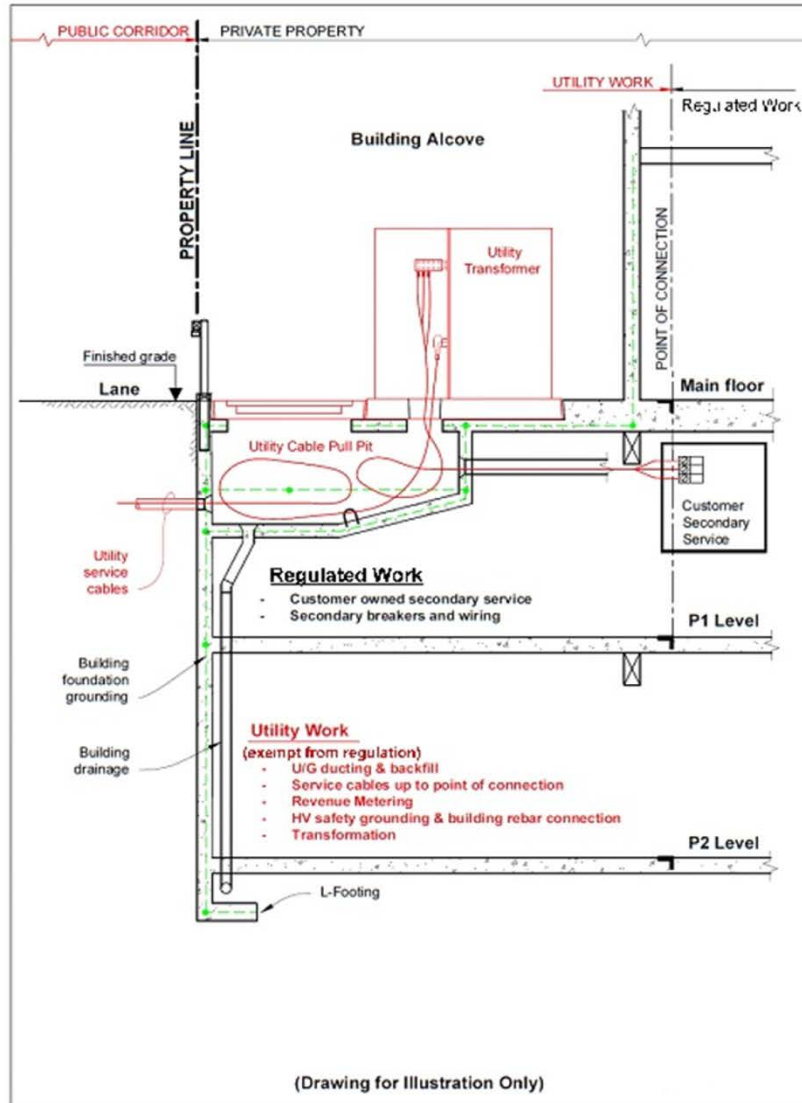 PUBLIC CORRIDOR
PRIVATE PROPERTY
UTILITY WORK
Regulated Work
Building Alcove
PROPERTY LINE
POINT OF CONNECTION
Utility
Transformer
Finished grade
Lane
Main floor
Utility Cable Pull Pit
Customer
Secondary
Service
Utility
service
cables
Regulated Work
- Customer owned secondary service
- Secondary breakers and wiring
P1 Level
Building
foundation
grounding
Building
drainage
Utility Work
(exempt from regulation)
- U/G ducting & backfill
- Service cables up to point of connection
- Revenue Metering
- HV safety grounding & building rebar connection
- Transformation
P2 Level
L-Footing
(Drawing for Illustration Only)